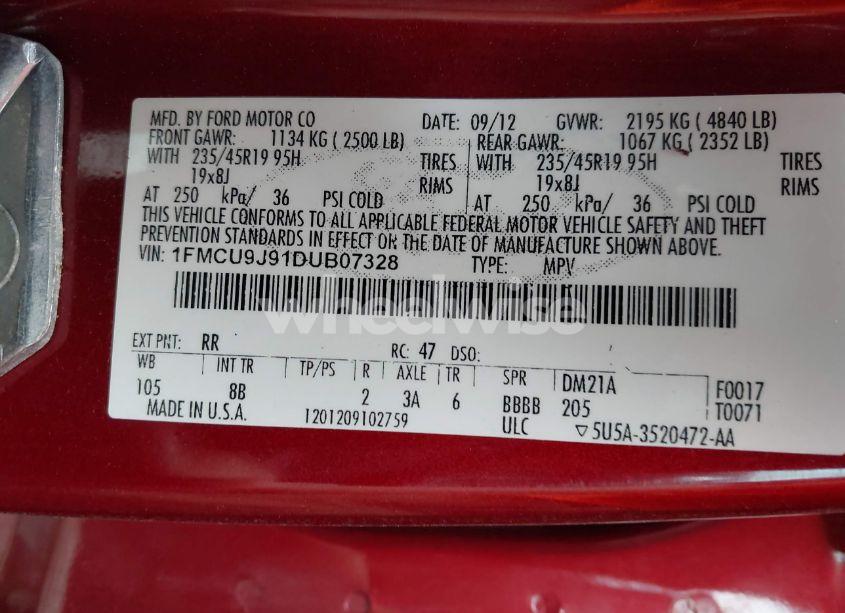 MFD. BY FORD MOTOR CO DATE: 09/12 GVWR: 2195 KG ( 4840 LB)
FRONT GAWR: 1134 KG ( 2500 LB) REAR GAWR: 1067 KG ( 2352 LB)
WITH 235/45R19 95H TIRES WITH 235/45R19 95H TIRES
19x8J RIMS 19x8J RIMS
AT 250 kPa/ 36 PSI COLD AT 250 kPa/ 36 PSI COLD
THIS VEHICLE CONFORMS TO ALL APPLICABLE FEDERAL MOTOR VEHICLE SAFETY AND THEFT
PREVENTION STANDARDS IN EFFECT ON THE DATE OF MANUFACTURE SHOWN ABOVE.
VIN: 1FMCU9J91DUB07328 TYPE: MPV
wheelwise
EXT PNT: RR RC: 47 DSO:
WB INT TR TP/PS R AXLE TR SPR DM21A F0017
105 8B 2 3A 6 BBBB 205 T0071
MADE IN U.S.A. 1201209102759 ULC ▽5U5A-3520472-AA